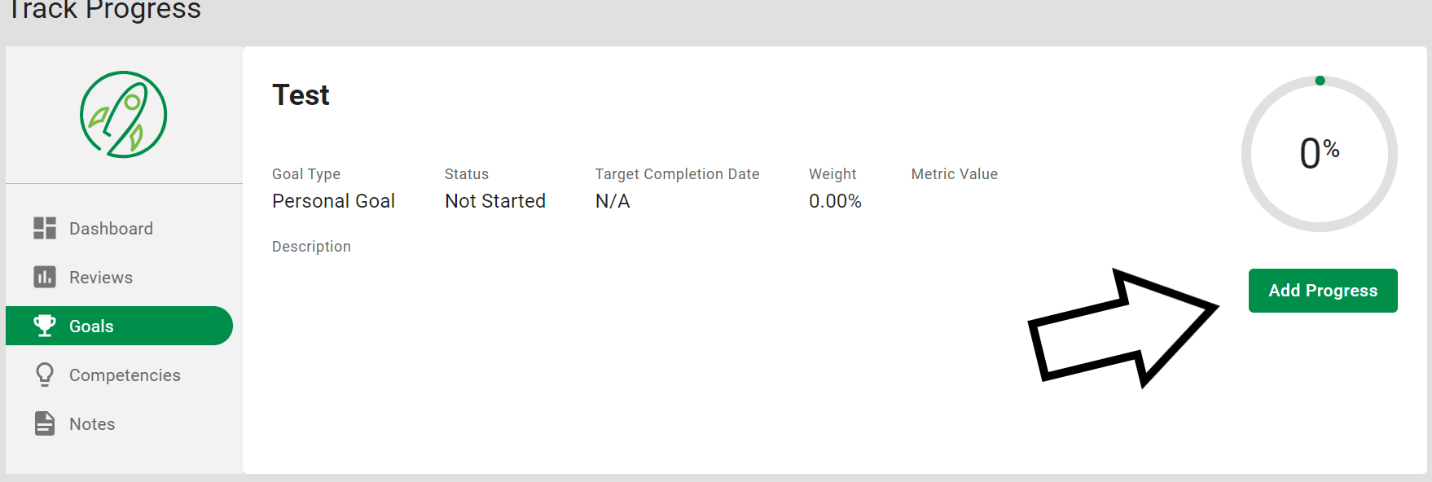 Track Progress
Dashboard
Reviews
Goals
Competencies
Notes
Test
Goal Type
Personal Goal
Status
Not Started
Target Completion Date
N/A
Weight
0.00%
Metric Value
Description
0%
Add Progress